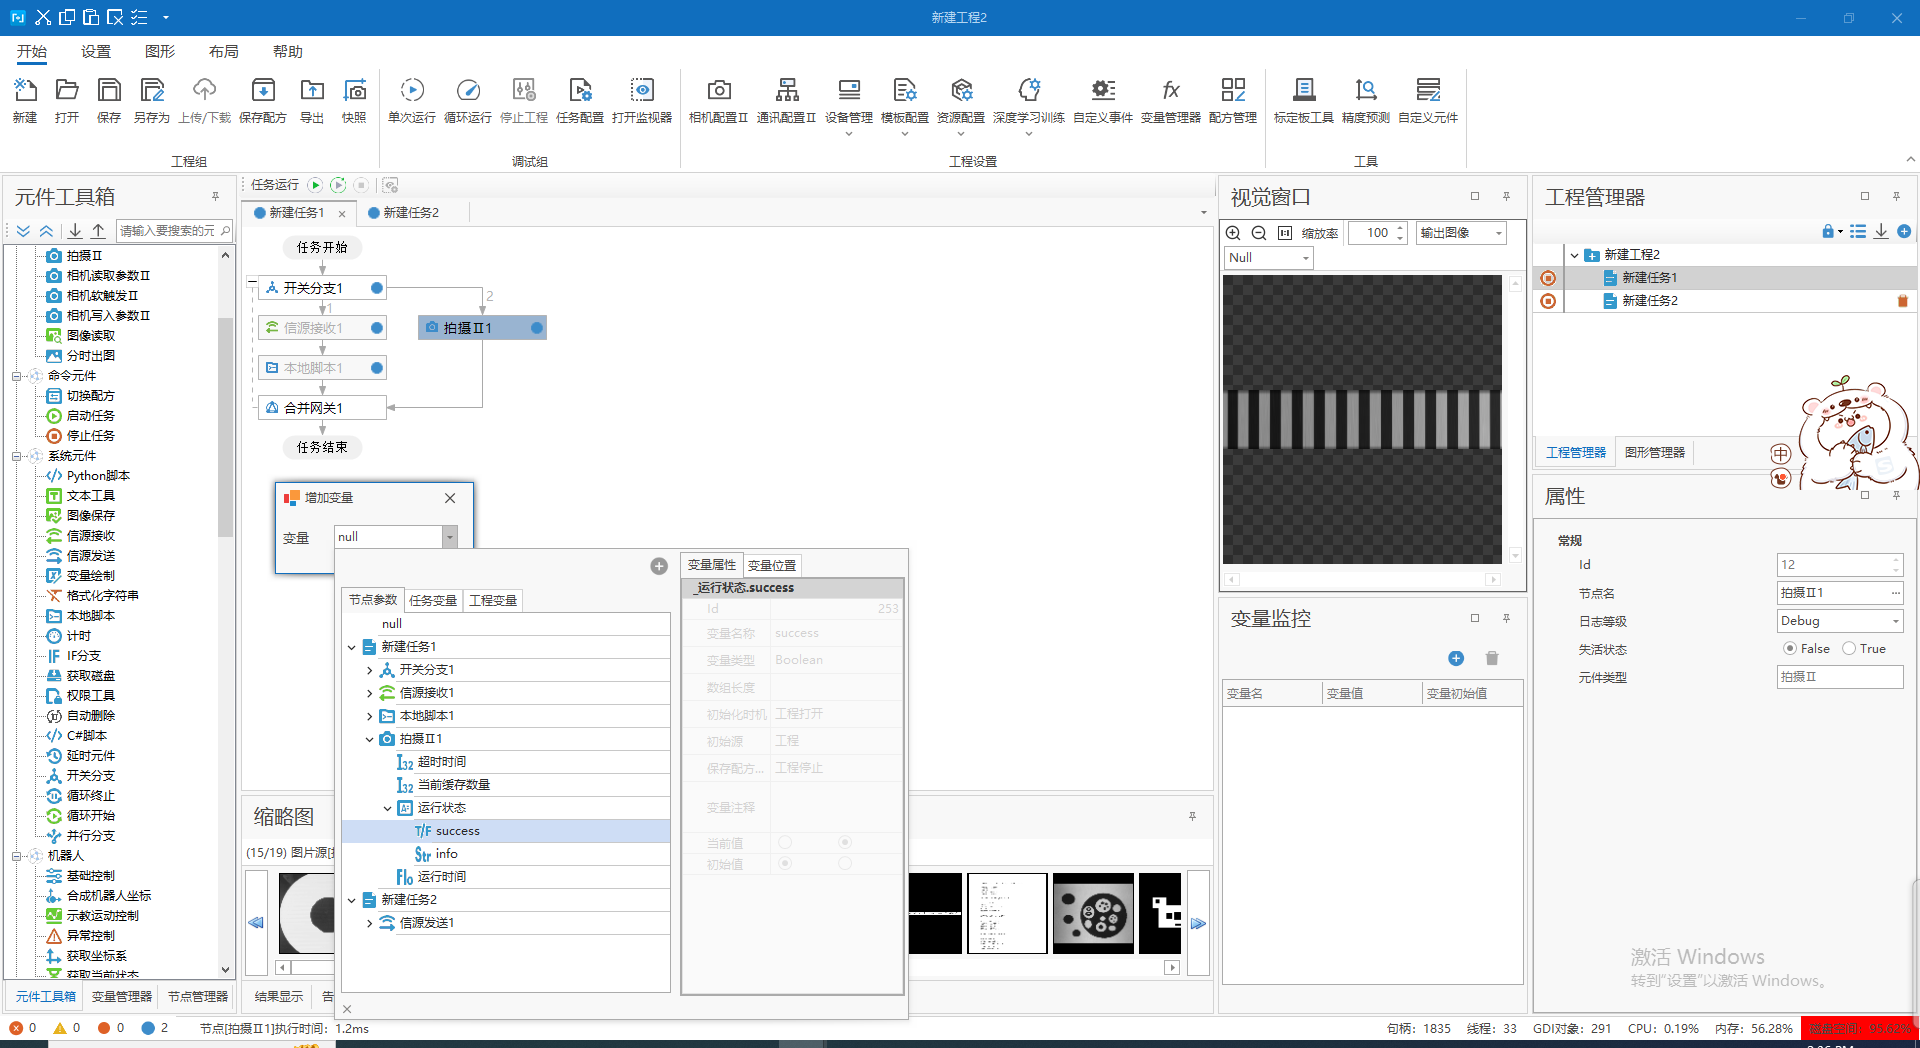 新建工程2
开始 设置 图形 布局 帮助
新建 打开 保存 另存为 上传/下载 保存配方 导出 快照 单次运行 循环运行 停止工程 任务配置 打开监视器 相机配置II 通讯配置II 设备管理 模板配置 资源配置 深度学习训练 自定义事件 变量管理器 配方管理 标定板工具 精度预测 自定义元件
工程组 调试组 工程设置 工具
元件工具箱
请输入要搜索的元
拍摄II
相机读取参数II
相机软触发II
相机写入参数II
图像读取
分时出图
命令元件
切换配方
启动任务
停止任务
系统元件
Python脚本
文本工具
图像保存
信源接收
信源发送
变量绘制
格式化字符串
本地脚本
计时
IF分支
获取磁盘
权限工具
自动删除
C#脚本
延时元件
开关分支
循环终止
循环开始
并行分支
机器人
基础控制
合成机器人坐标
示教运动控制
异常控制
获取坐标系
获取当前状态
元件工具箱 变量管理器 节点管理器
任务运行
新建任务1 新建任务2
任务开始
开关分支1
2
1
信源接收1
拍摄II1
本地脚本1
合并网关1
任务结束
增加变量
变量 null
节点参数 任务变量 工程变量
null
新建任务1
开关分支1
信源接收1
本地脚本1
拍摄II1
超时时间
当前缓存数量
运行状态
T/F success
Str info
运行时间
新建任务2
信源发送1
变量属性 变量位置
_运行状态.success
Id 253
变量名称 success
变量类型 Boolean
数组长度
初始化时机 工程打开
初始源 工程
保存配方... 工程停止
变量注释
当前值
初始值
缩略图
(15/19) 图片源[
结果显示 告
视觉窗口
缩放率 100 输出图像
Null
变量监控
变量名 变量值 变量初始值
工程管理器
新建工程2
新建任务1
新建任务2
工程管理器 图形管理器
中
属性
常规
Id 12
节点名 拍摄II1
日志等级 Debug
失活状态 False True
元件类型 拍摄II
激活 Windows
转到“设置”以激活 Windows。
0 0 0 2 节点[拍摄II1]执行时间：1.2ms
句柄：1835 线程：33 GDI对象：291 CPU：0.19% 内存：56.28%